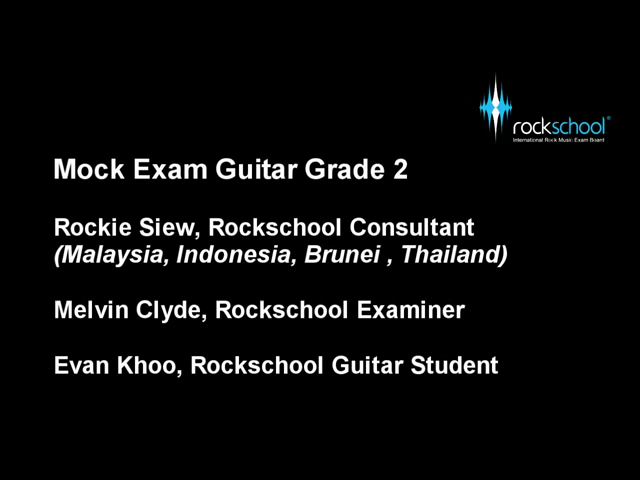 rockschool®
International Rock Music Exam Board
Mock Exam Guitar Grade 2
Rockie Siew, Rockschool Consultant
(Malaysia, Indonesia, Brunei , Thailand)
Melvin Clyde, Rockschool Examiner
Evan Khoo, Rockschool Guitar Student